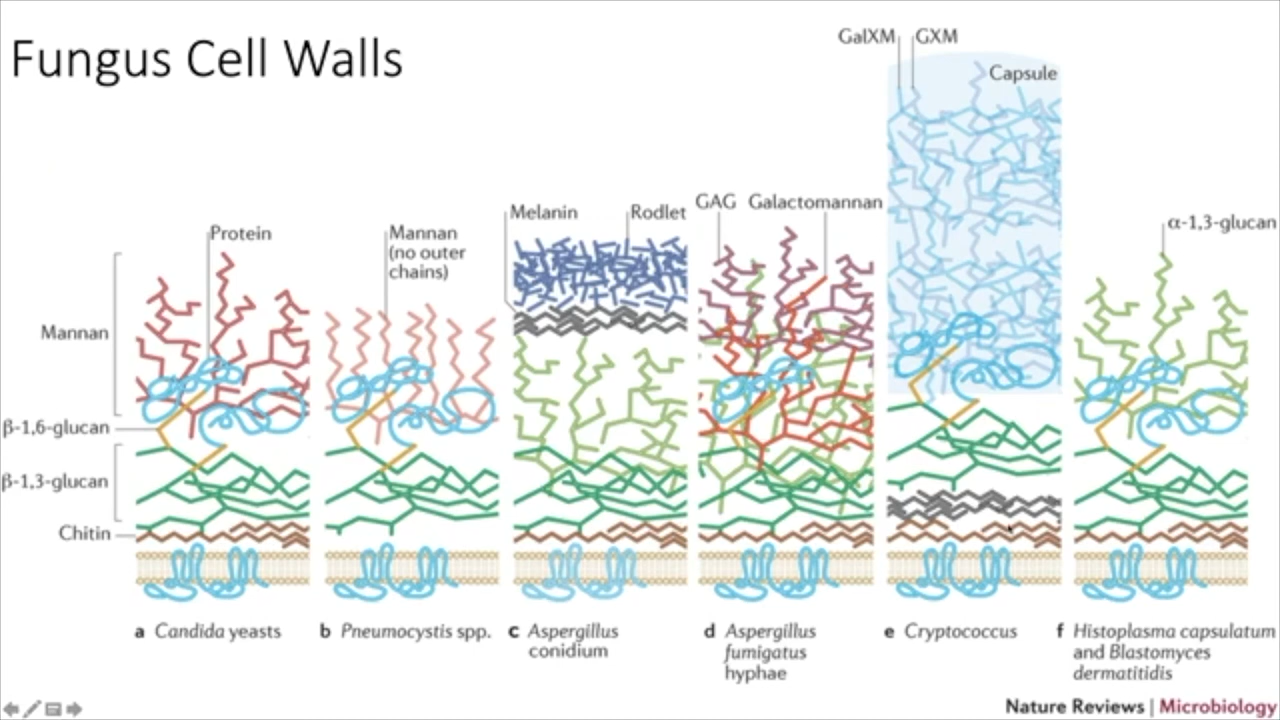 Fungus Cell Walls
GalXM
GXM
Capsule
GAG
Galactomannan
Melanin
Rodlet
α-1,3-glucan
Protein
Mannan
(no outer
chains)
Mannan
β-1,6-glucan
β-1,3-glucan
Chitin
a Candida yeasts
b Pneumocystis spp.
c Aspergillus
conidium
d Aspergillus
fumigatus
hyphae
e Cryptococcus
f Histoplasma capsulatum
and Blastomyces
dermatitidis
Nature Reviews | Microbiology